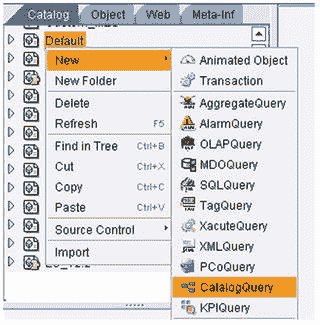 Catalog Object Web Meta-Inf
Default
New
New Folder
Delete
Refresh F5
Find in Tree Ctrl+B
Cut Ctrl+X
Copy Ctrl+C
Paste Ctrl+V
Source Control
Import
Animated Object
Transaction
AggregateQuery
AlarmQuery
OLAPQuery
MDOQuery
SQLQuery
TagQuery
XacuteQuery
XMLQuery
PCoQuery
CatalogQuery
KPIQuery